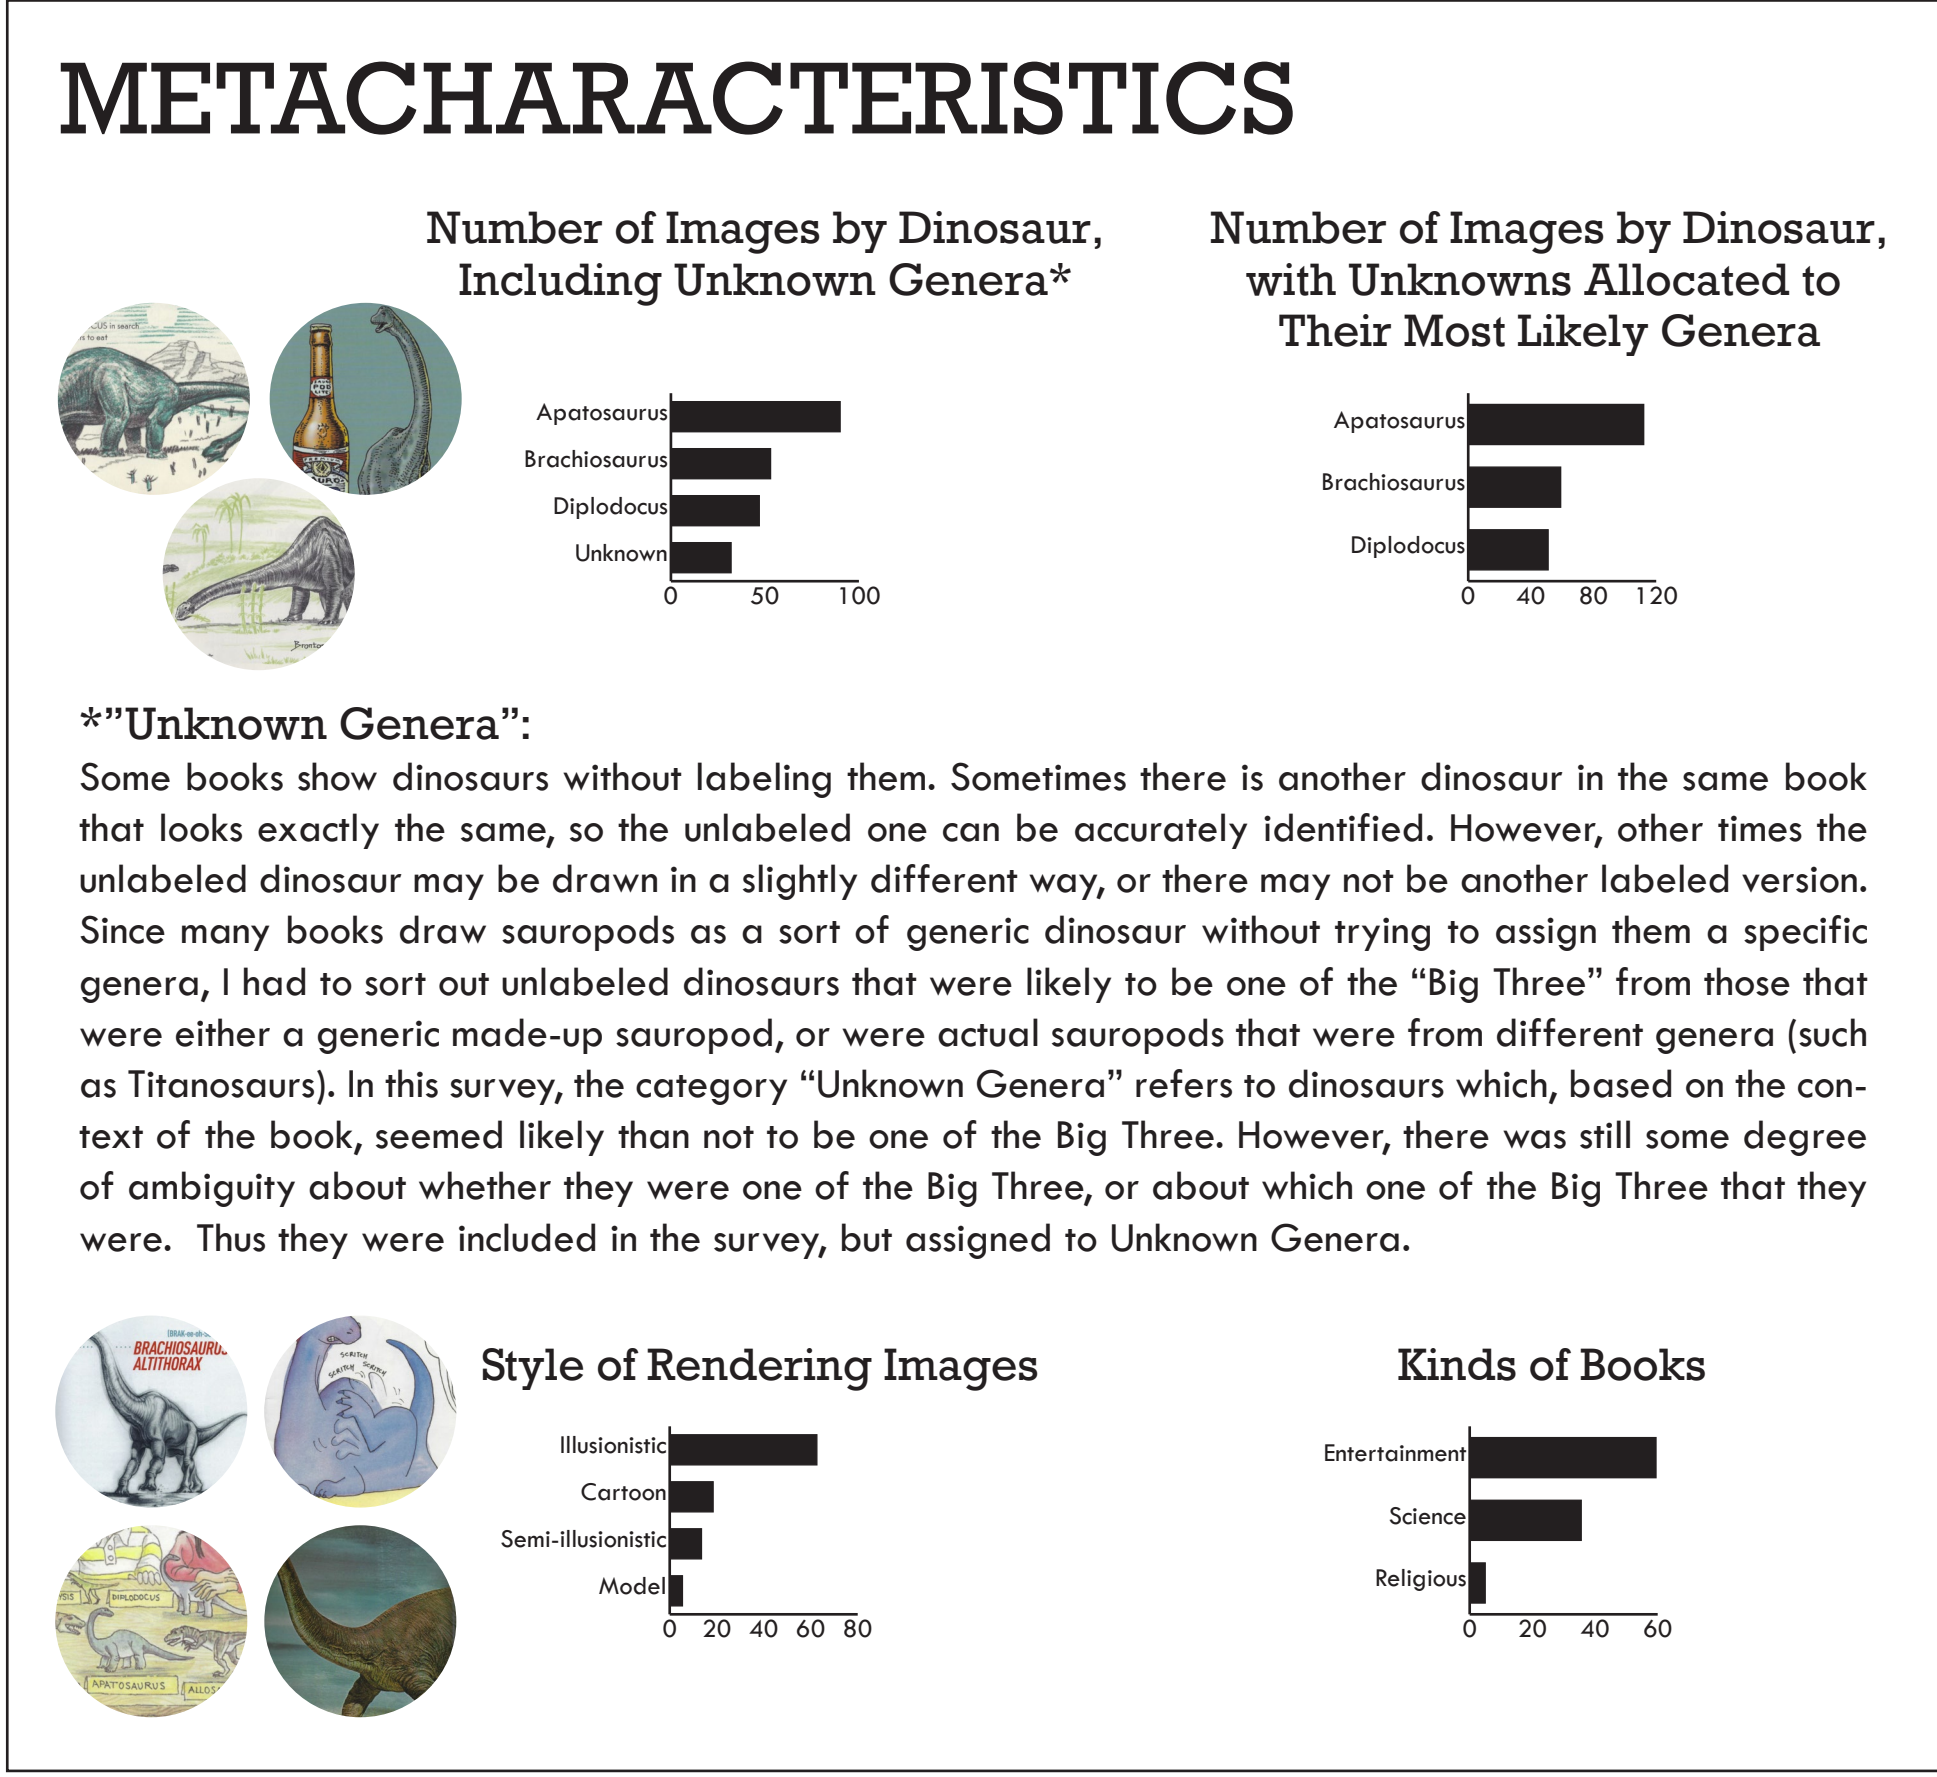 METACHARACTERISTICS
Number of Images by Dinosaur,
Including Unknown Genera*
Number of Images by Dinosaur,
with Unknowns Allocated to
Their Most Likely Genera
CUS in search
to eat
Apatosaurus
Brachiosaurus
Diplodocus
Unknown
0 50 100
Apatosaurus
Brachiosaurus
Diplodocus
0 40 80 120
*”Unknown Genera”:
Some books show dinosaurs without labeling them. Sometimes there is another dinosaur in the same book
that looks exactly the same, so the unlabeled one can be accurately identified. However, other times the
unlabeled dinosaur may be drawn in a slightly different way, or there may not be another labeled version.
Since many books draw sauropods as a sort of generic dinosaur without trying to assign them a specific
genera, I had to sort out unlabeled dinosaurs that were likely to be one of the “Big Three” from those that
were either a generic made-up sauropod, or were actual sauropods that were from different genera (such
as Titanosaurs). In this survey, the category “Unknown Genera” refers to dinosaurs which, based on the con-
text of the book, seemed likely than not to be one of the Big Three. However, there was still some degree
of ambiguity about whether they were one of the Big Three, or about which one of the Big Three that they
were. Thus they were included in the survey, but assigned to Unknown Genera.
BRACHIOSAURUS
ALTITHORAX
SCRITCH
SCRITCH SCRITCH
DIPLODOCUS
APATOSAURUS
ALLOS
Style of Rendering Images
Illusionistic
Cartoon
Semi-illusionistic
Model
0 20 40 60 80
Kinds of Books
Entertainment
Science
Religious
0 20 40 60